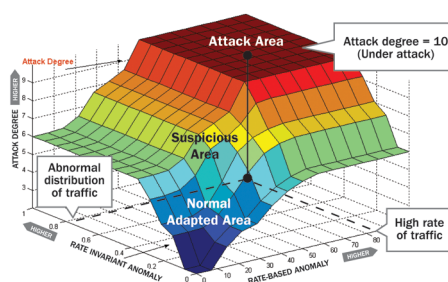 Attack Area
Attack degree = 10
(Under attack)
Attack Degree
HIGHER
ATTACK DEGREE
9
8
7
6
5
4
3
2
1
Suspicious
Area
Abnormal
distribution
of traffic
Normal
Adapted Area
High rate
of traffic
HIGHER
0.8
0.6
0.4
0.2
0
RATE INVARIANT ANOMALY
0
10
20
30
40
50
60
70
80
RATE-BASED ANOMALY
HIGHER